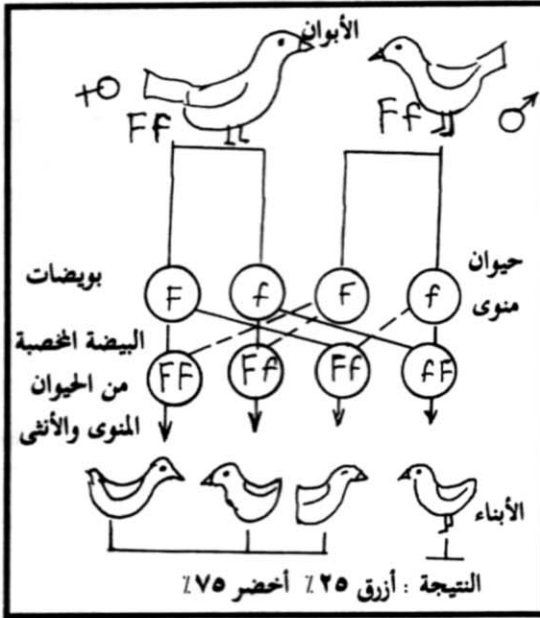 الأبوان
♀ Ff
Ff ♂
حيوان منوى
بويضات
F f F f
البيضة المخصبة من الحيوان المنوى والأنثى
FF Ff Ff fF
الأبناء
النتيجة : أزرق ٢٥٪ أخضر ٧٥٪